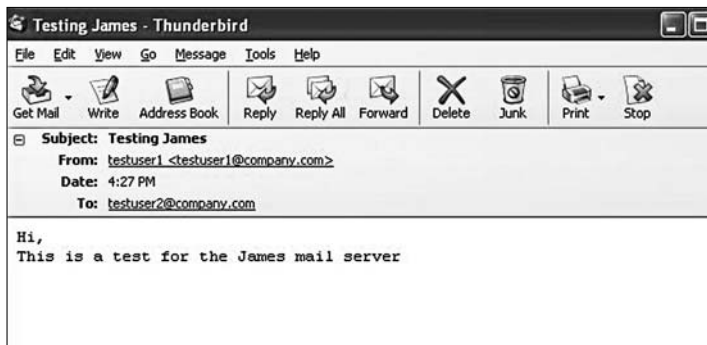 Testing James - Thunderbird
File Edit View Go Message Tools Help
Get Mail Write Address Book Reply Reply All Forward Delete Junk Print Stop
Subject: Testing James
From: testuser1 <testuser1@company.com>
Date: 4:27 PM
To: testuser2@company.com
Hi,
This is a test for the James mail server